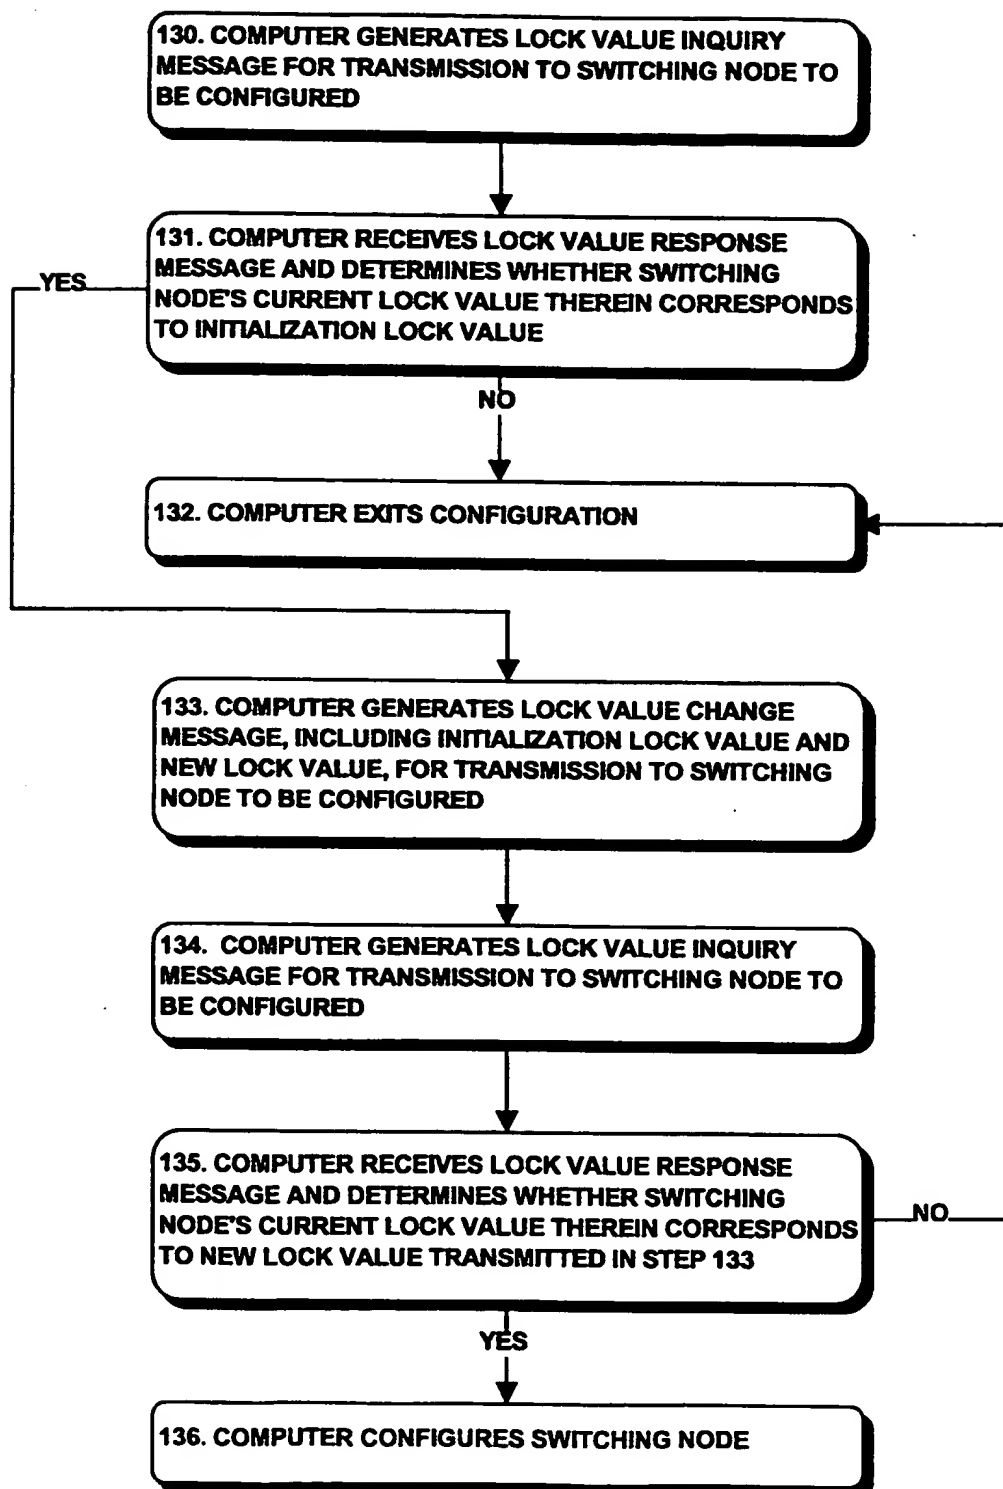 130. COMPUTER GENERATES LOCK VALUE INQUIRY
MESSAGE FOR TRANSMISSION TO SWITCHING NODE TO
BE CONFIGURED
131. COMPUTER RECEIVES LOCK VALUE RESPONSE
MESSAGE AND DETERMINES WHETHER SWITCHING
NODE'S CURRENT LOCK VALUE THEREIN CORRESPONDS
TO INITIALIZATION LOCK VALUE
YES
NO
132. COMPUTER EXITS CONFIGURATION
133. COMPUTER GENERATES LOCK VALUE CHANGE
MESSAGE, INCLUDING INITIALIZATION LOCK VALUE AND
NEW LOCK VALUE, FOR TRANSMISSION TO SWITCHING
NODE TO BE CONFIGURED
134. COMPUTER GENERATES LOCK VALUE INQUIRY
MESSAGE FOR TRANSMISSION TO SWITCHING NODE TO
BE CONFIGURED
135. COMPUTER RECEIVES LOCK VALUE RESPONSE
MESSAGE AND DETERMINES WHETHER SWITCHING
NODE'S CURRENT LOCK VALUE THEREIN CORRESPONDS
TO NEW LOCK VALUE TRANSMITTED IN STEP 133
NO
YES
136. COMPUTER CONFIGURES SWITCHING NODE